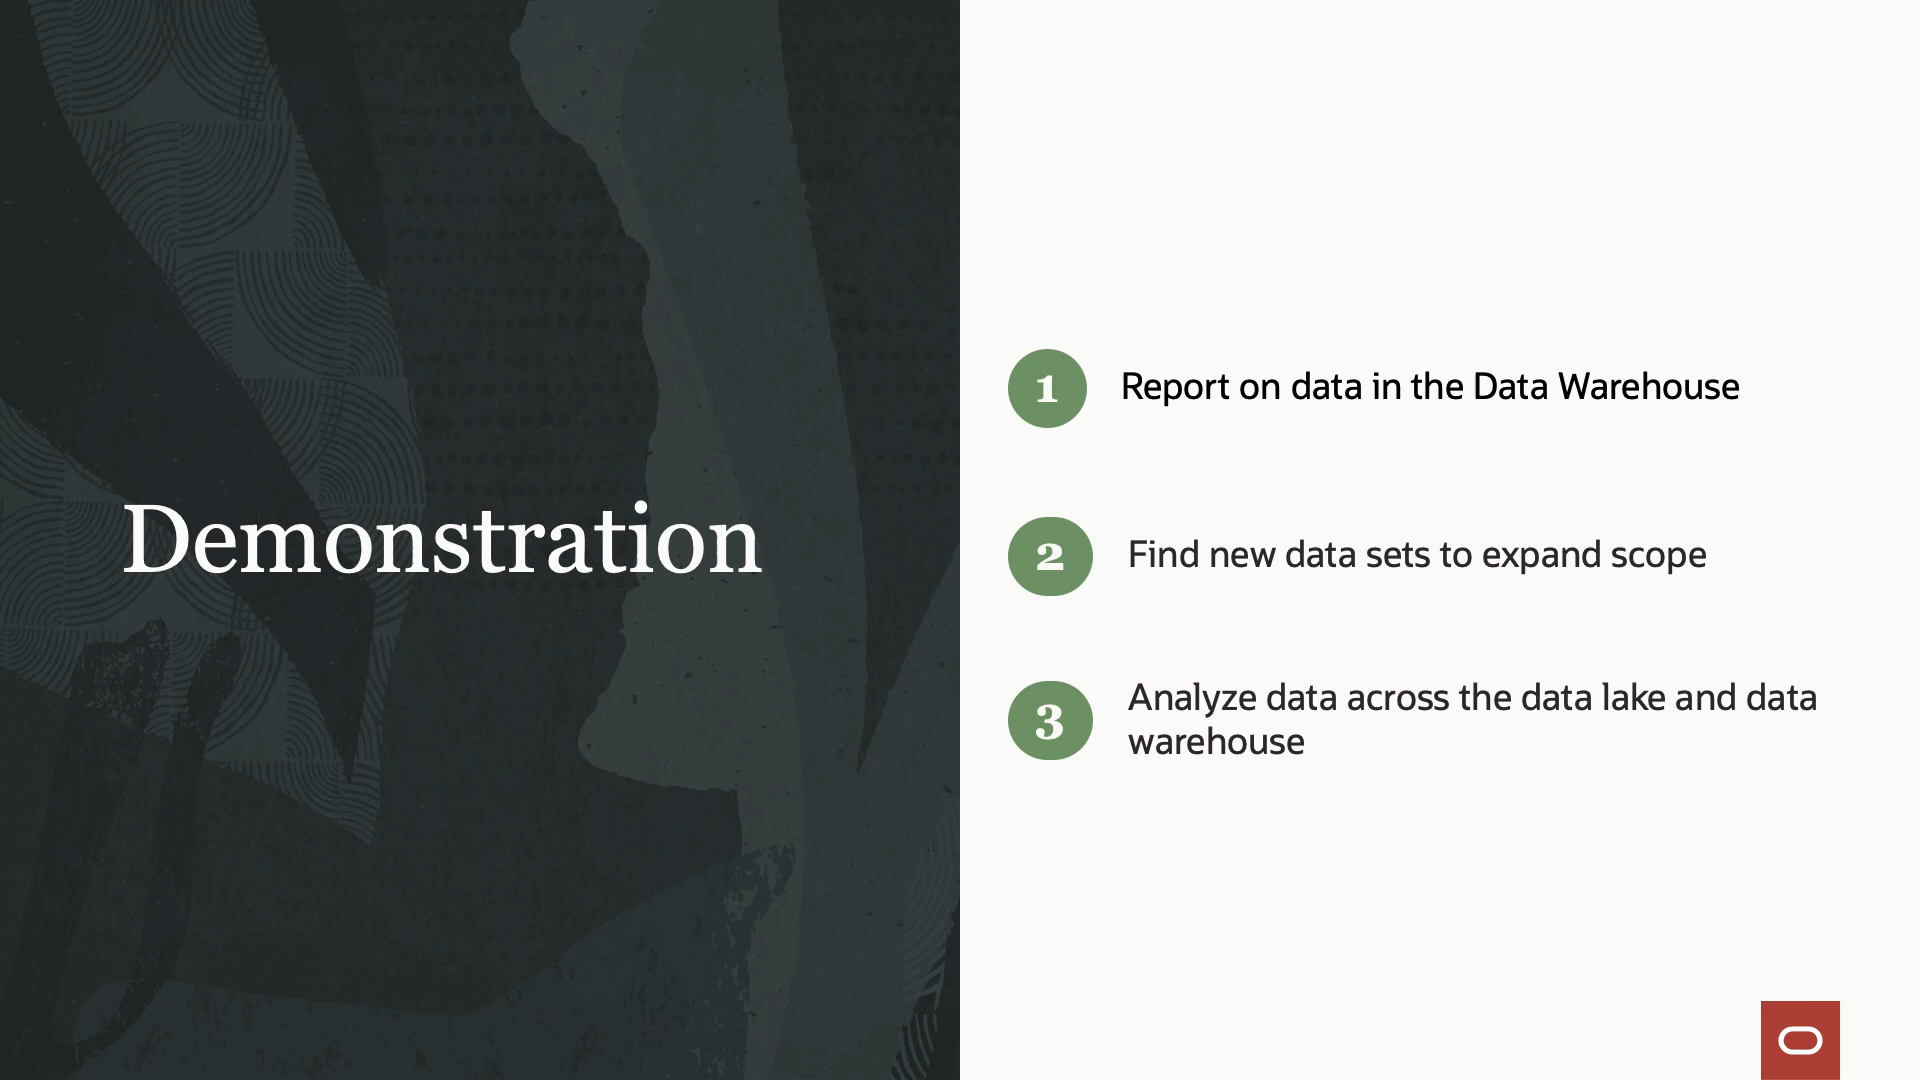 Demonstration
1 Report on data in the Data Warehouse
2 Find new data sets to expand scope
3 Analyze data across the data lake and data
warehouse